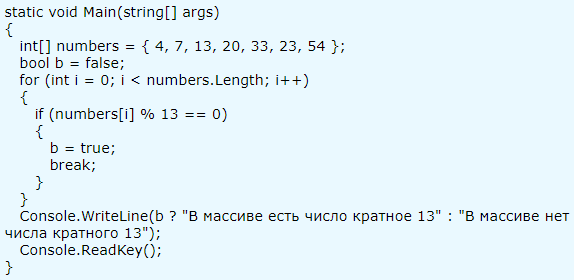 static void Main(string[] args)
{
int[] numbers = { 4, 7, 13, 20, 33, 23, 54 };
bool b = false;
for (int i = 0; i < numbers.Length; i++)
{
if (numbers[i] % 13 == 0)
{
b = true;
break;
}
}
Console.WriteLine(b ? "В массиве есть число кратное 13" : "В массиве нет
числа кратного 13");
Console.ReadKey();
}